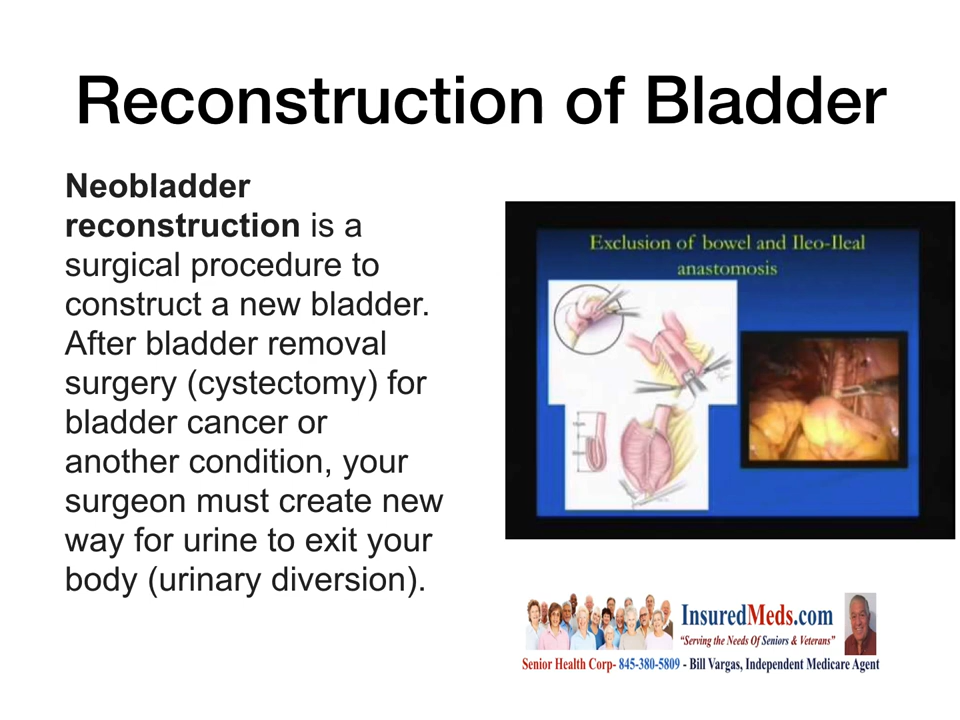 Reconstruction of Bladder
Neobladder
reconstruction is a
surgical procedure to
construct a new bladder.
After bladder removal
surgery (cystectomy) for
bladder cancer or
another condition, your
surgeon must create new
way for urine to exit your
body (urinary diversion).
Exclusion of bowel and Ileo-Ileal
anastomosis
InsuredMeds.com
“Serving the Needs Of Seniors & Veterans”
Senior Health Corp- 845-380-5809 - Bill Vargas, Independent Medicare Agent